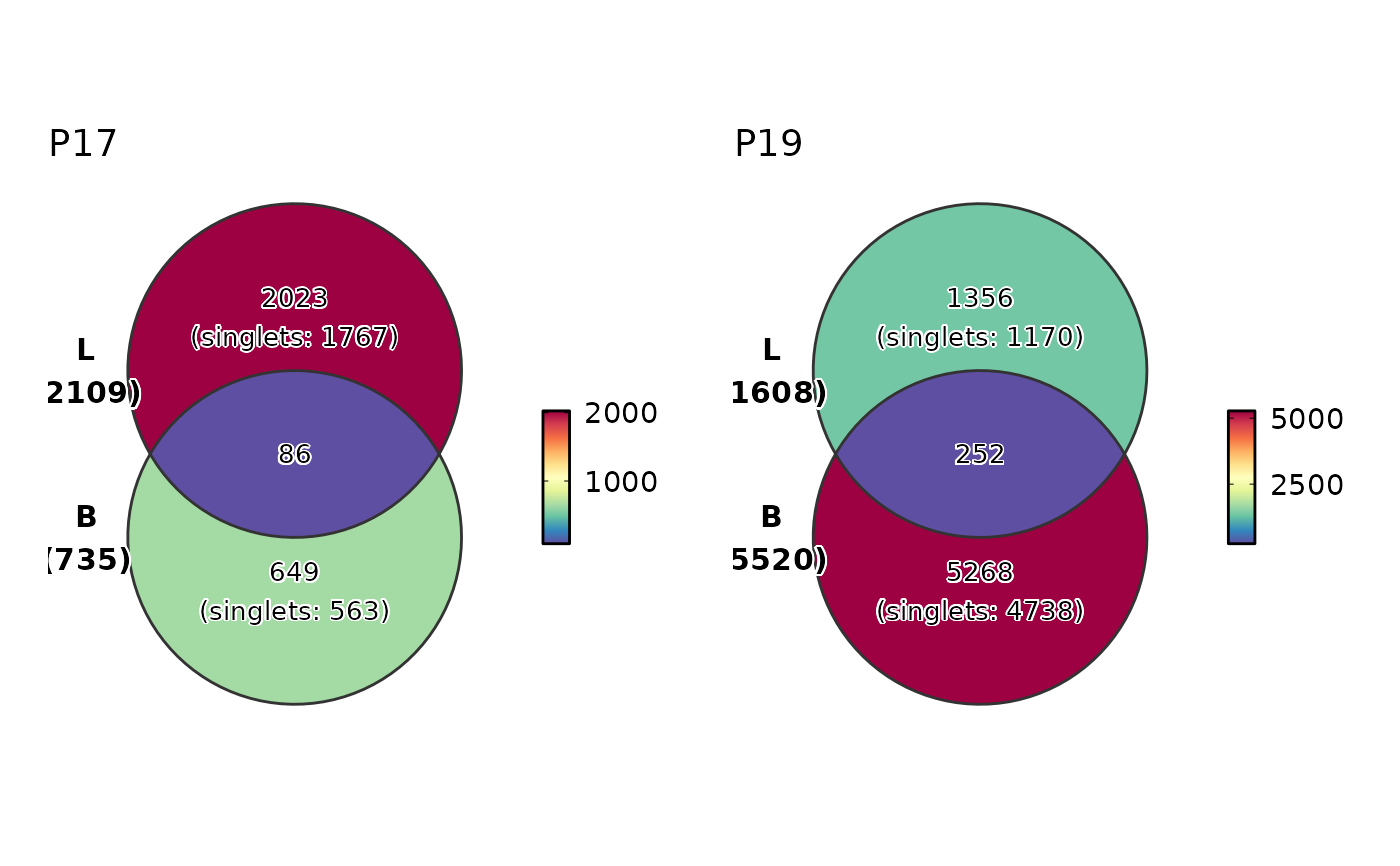 P17
2023
(singlets: 1767)
L
2109)
86
B
(735)
649
(singlets: 563)
2000
1000
P19
1356
(singlets: 1170)
L
1608)
252
B
5520)
5268
(singlets: 4738)
5000
2500